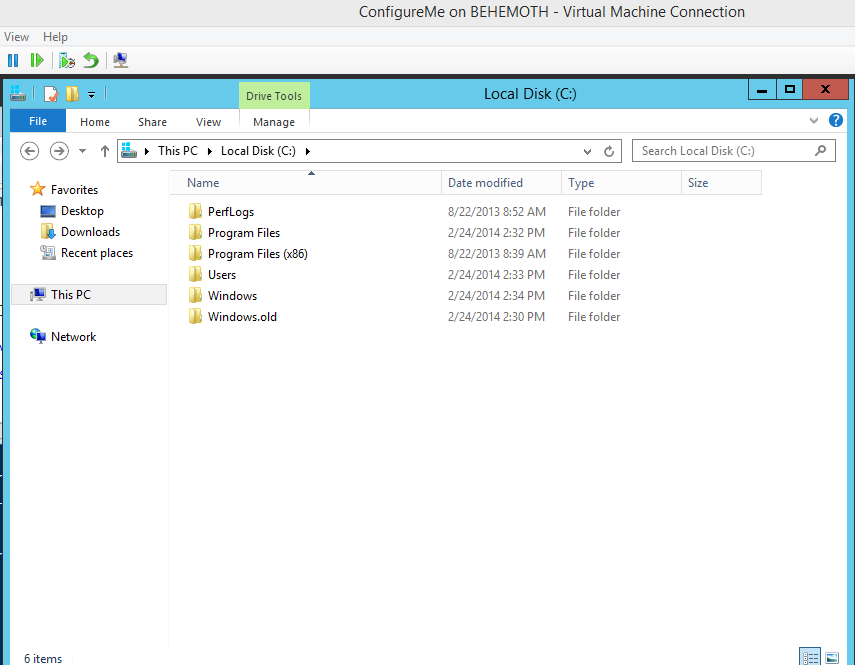 ConfigureMe on BEHEMOTH - Virtual Machine Connection
View Help
Drive Tools Local Disk (C:)
File Home Share View Manage
This PC Local Disk (C:) Search Local Disk (C:)
Name Date modified Type Size
Favorites
Desktop
Downloads
Recent places
This PC
Network
PerfLogs 8/22/2013 8:52 AM File folder
Program Files 2/24/2014 2:32 PM File folder
Program Files (x86) 8/22/2013 8:39 AM File folder
Users 2/24/2014 2:33 PM File folder
Windows 2/24/2014 2:34 PM File folder
Windows.old 2/24/2014 2:30 PM File folder
6 items